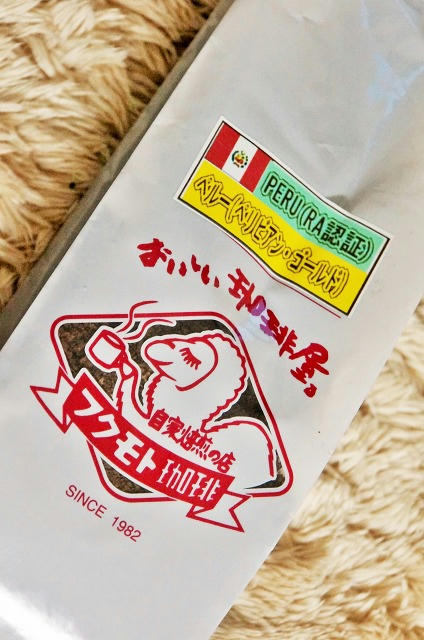 PERU(RA認証)
ペルー(ペルビアン・ゴールド)
おいしい珈琲屋。
自家焙煎の店
フクモト珈琲
SINCE 1982